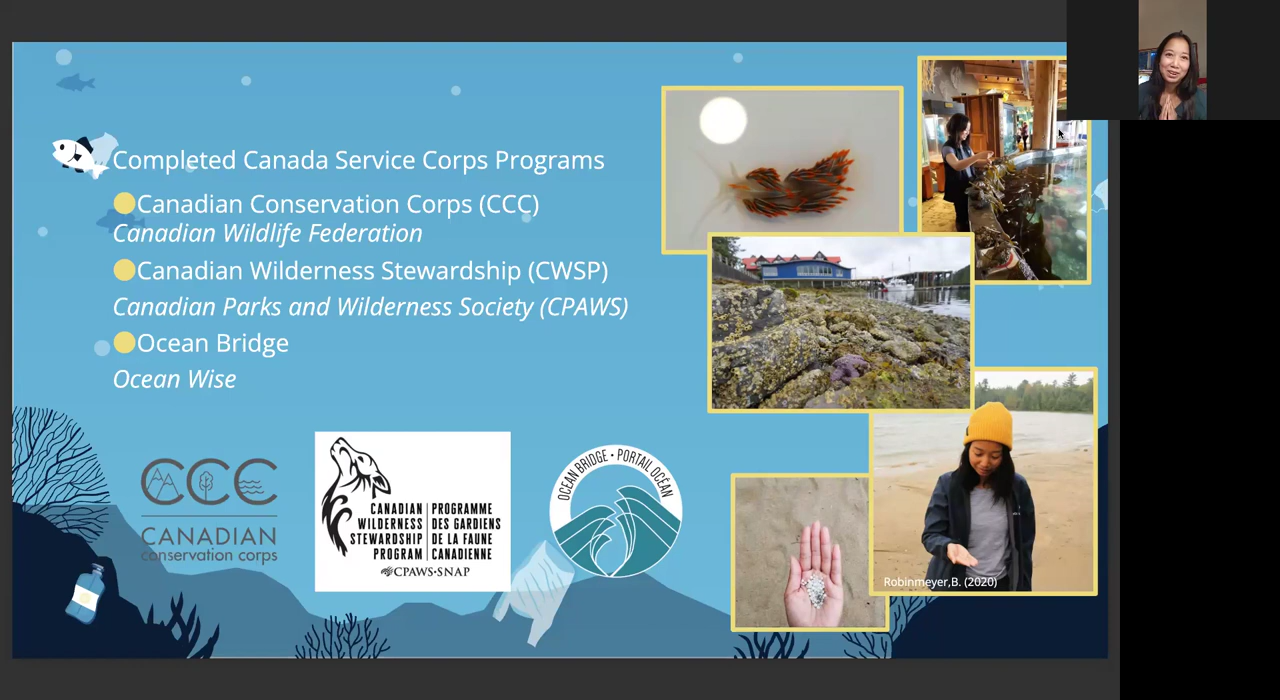 Completed Canada Service Corps Programs
Canadian Conservation Corps (CCC)
Canadian Wildlife Federation
Canadian Wilderness Stewardship (CWSP)
Canadian Parks and Wilderness Society (CPAWS)
Ocean Bridge
Ocean Wise
CCC
CANADIAN
conservation corps
CANADIAN
WILDERNESS
STEWARDSHIP
PROGRAM
PROGRAMME
DES GARDIENS
DE LA FAUNE
CANADIENNE
CPAWS·SNAP
OCEAN BRIDGE • PORTAIL OCÉAN
Robinmeyer,B. (2020)